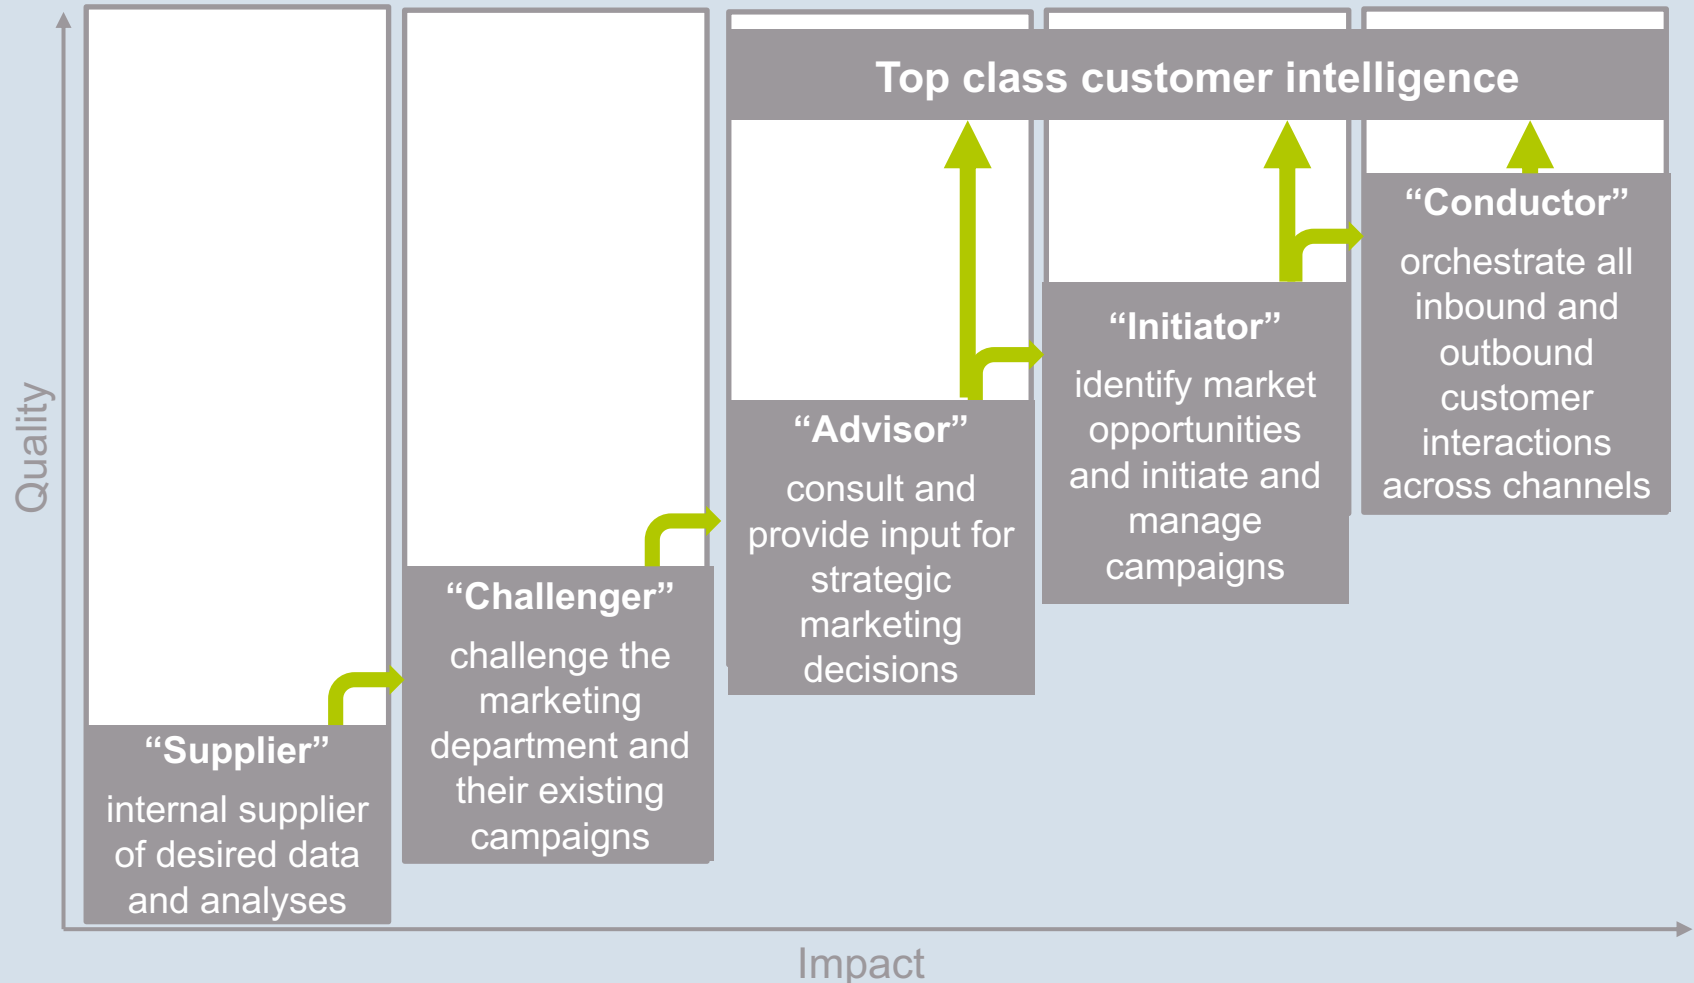 Top class customer intelligence
“Conductor”
orchestrate all
inbound and
outbound
customer
interactions
across channels
“Initiator”
identify market
opportunities
and initiate and
manage
campaigns
“Advisor”
consult and
provide input for
strategic
marketing
decisions
“Challenger”
challenge the
marketing
department and
their existing
campaigns
“Supplier”
internal supplier
of desired data
and analyses
Quality
Impact